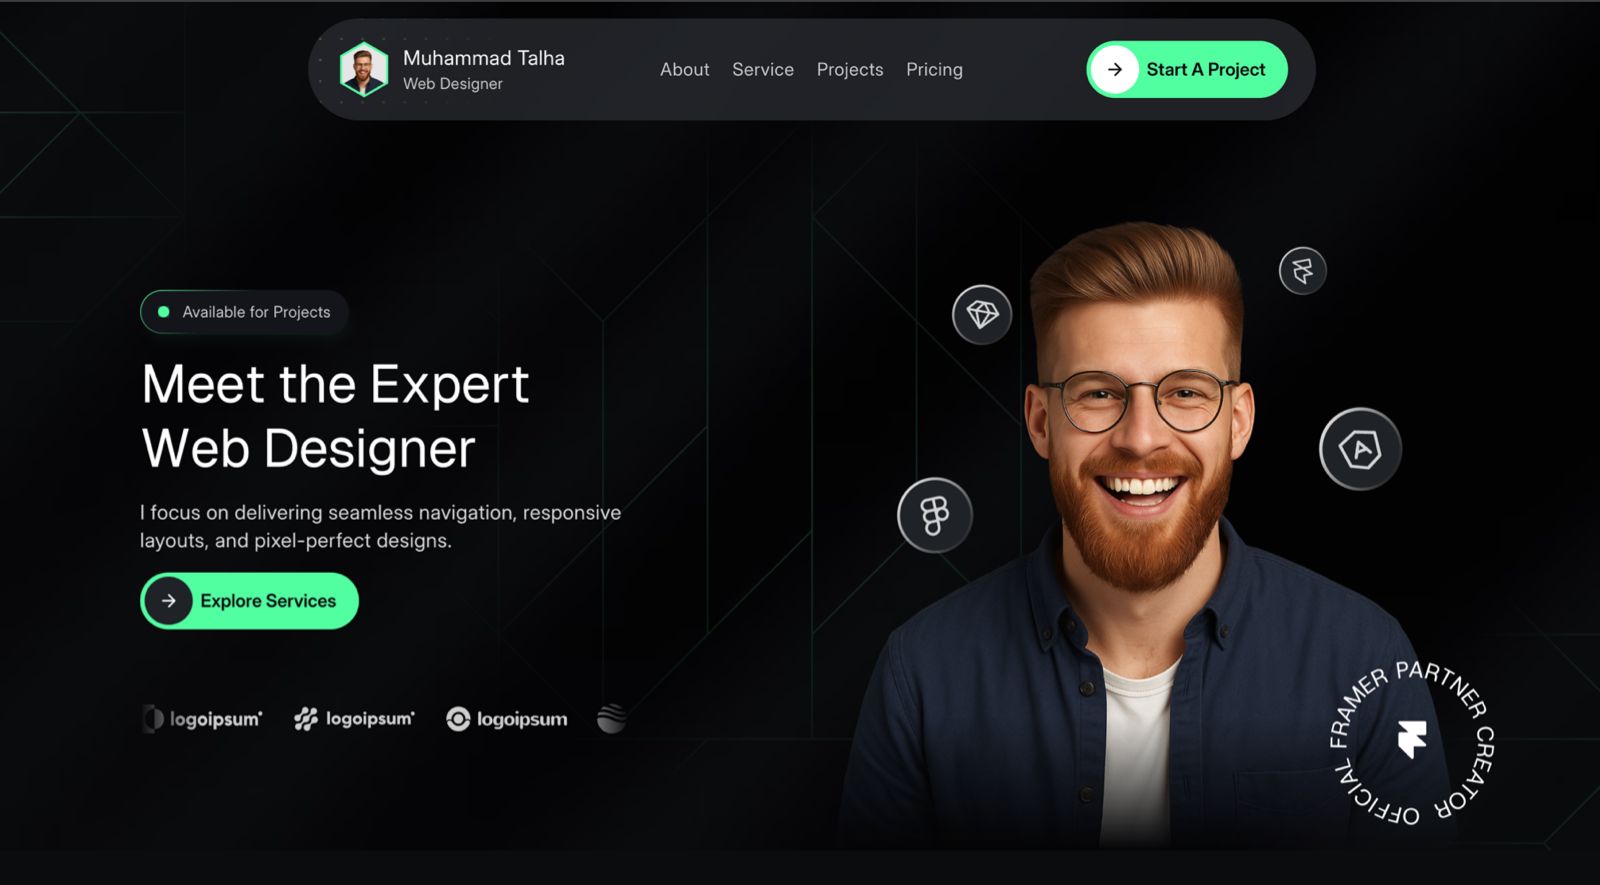 Muhammad Talha
Web Designer
About
Service
Projects
Pricing
Start A Project
Available for Projects
Meet the Expert
Web Designer
I focus on delivering seamless navigation, responsive
layouts, and pixel-perfect designs.
Explore Services
logoipsum
logoipsum
logoipsum
OFFICIAL FRAMER PARTNER CREATOR